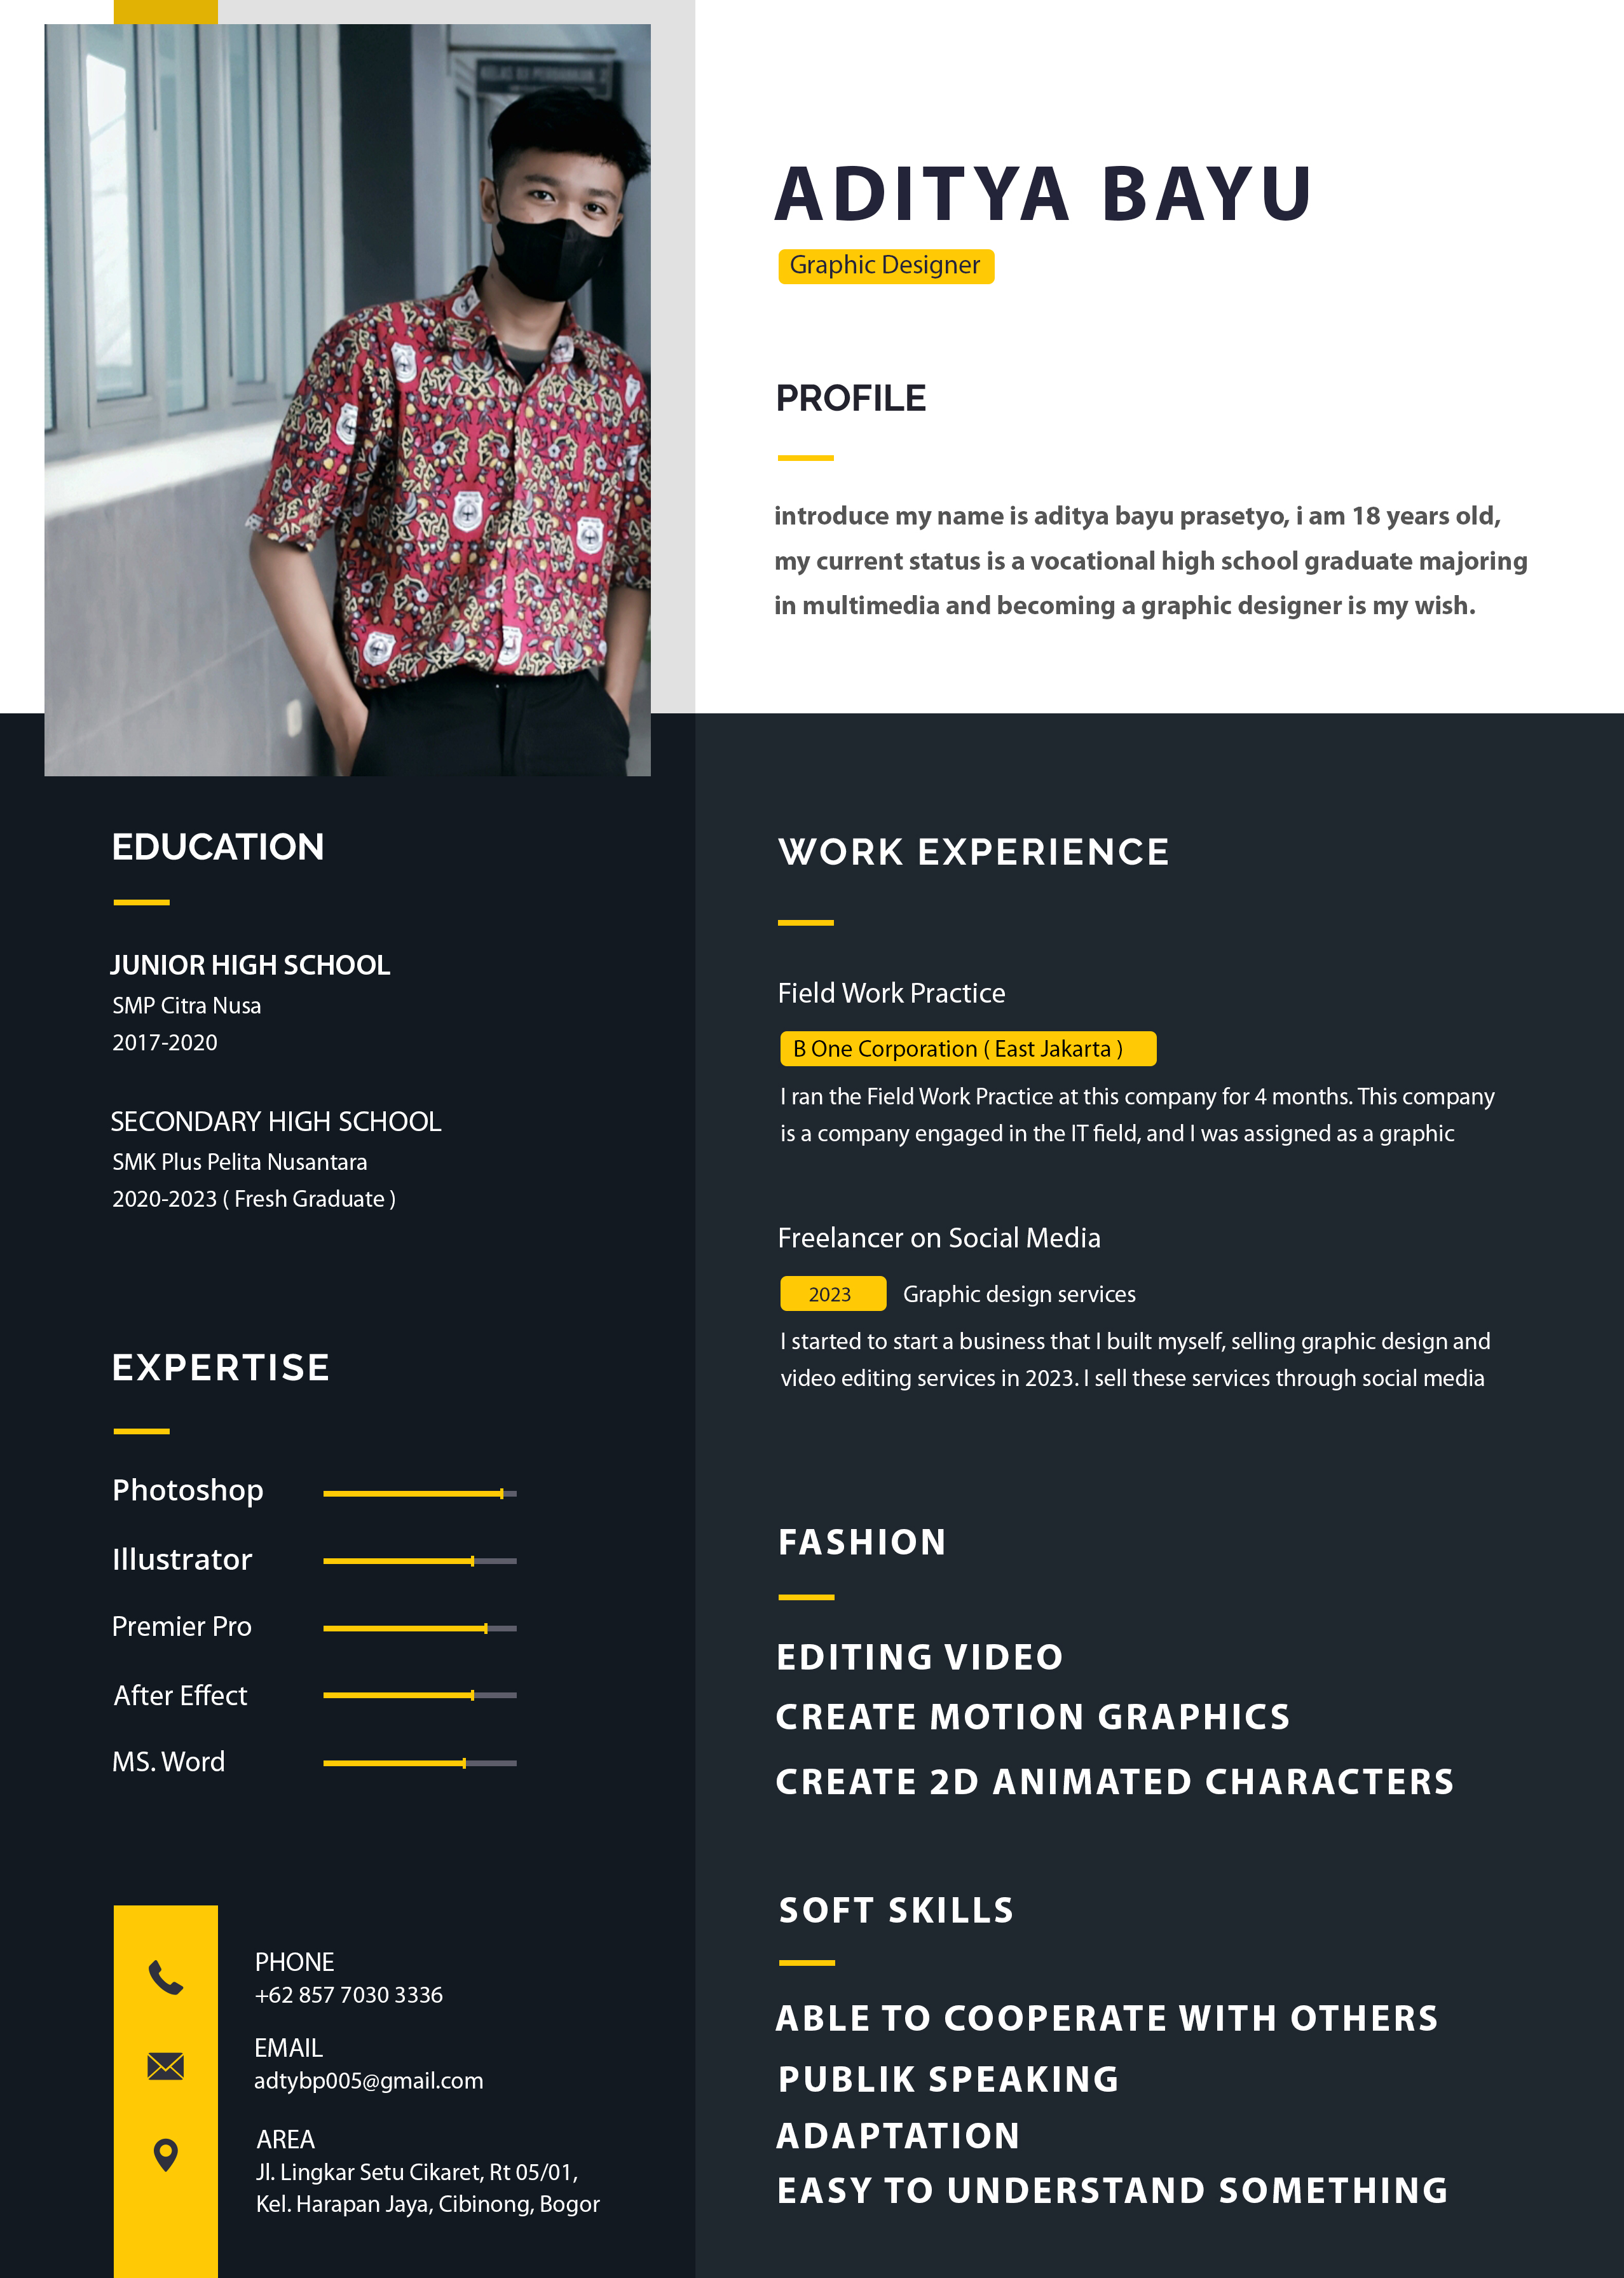 ADITYA BAYU
Graphic Designer
PROFILE
introduce my name is aditya bayu prasetyo, i am 18 years old,
my current status is a vocational high school graduate majoring
in multimedia and becoming a graphic designer is my wish.
EDUCATION
JUNIOR HIGH SCHOOL
SMP Citra Nusa
2017-2020
SECONDARY HIGH SCHOOL
SMK Plus Pelita Nusantara
2020-2023 ( Fresh Graduate )
EXPERTISE
Photoshop
Illustrator
Premier Pro
After Effect
MS. Word
PHONE
+62 857 7030 3336
EMAIL
adtybp005@gmail.com
AREA
Jl. Lingkar Setu Cikaret, Rt 05/01,
Kel. Harapan Jaya, Cibinong, Bogor
WORK EXPERIENCE
Field Work Practice
B One Corporation ( East Jakarta )
I ran the Field Work Practice at this company for 4 months. This company
is a company engaged in the IT field, and I was assigned as a graphic
Freelancer on Social Media
2023 Graphic design services
I started to start a business that I built myself, selling graphic design and
video editing services in 2023. I sell these services through social media
FASHION
EDITING VIDEO
CREATE MOTION GRAPHICS
CREATE 2D ANIMATED CHARACTERS
SOFT SKILLS
ABLE TO COOPERATE WITH OTHERS
PUBLIK SPEAKING
ADAPTATION
EASY TO UNDERSTAND SOMETHING